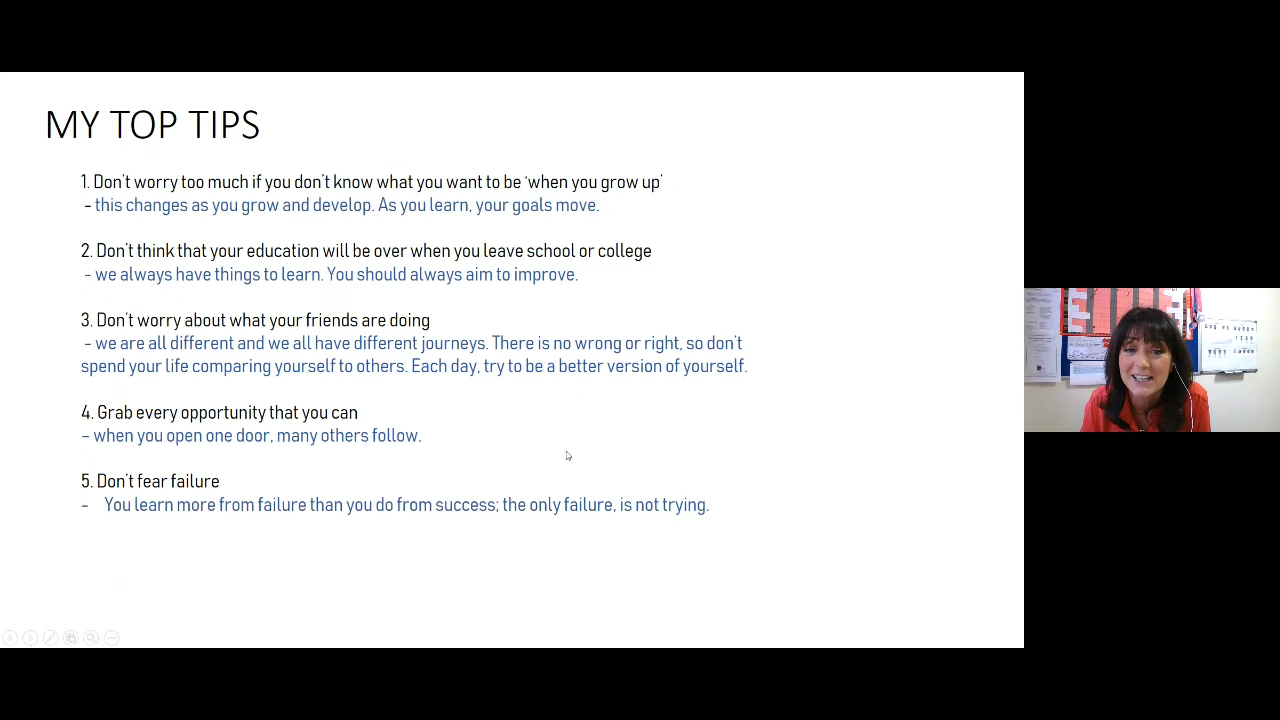 MY TOP TIPS
1. Don't worry too much if you don't know what you want to be 'when you grow up'
- this changes as you grow and develop. As you learn, your goals move.
2. Don't think that your education will be over when you leave school or college
- we always have things to learn. You should always aim to improve.
3. Don't worry about what your friends are doing
- we are all different and we all have different journeys. There is no wrong or right, so don't
spend your life comparing yourself to others. Each day, try to be a better version of yourself.
4. Grab every opportunity that you can
– when you open one door, many others follow.
5. Don't fear failure
- You learn more from failure than you do from success; the only failure, is not trying.